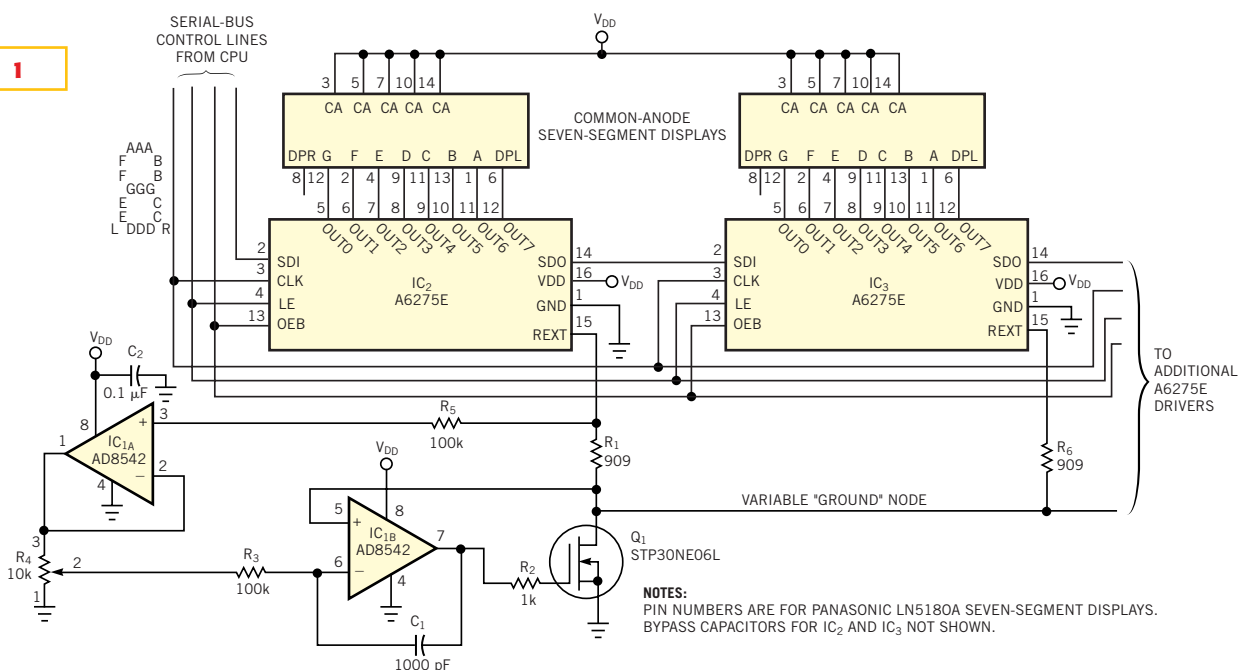 1
SERIAL-BUS
CONTROL LINES
FROM CPU
V_DD
3 5 7 10 14
CA CA CA CA CA
3 5 7 10 14
CA CA CA CA CA
COMMON-ANODE
SEVEN-SEGMENT DISPLAYS
DPR G F E D C B A DPL
8 12 2 4 9 11 13 1 6
DPR G F E D C B A DPL
8 12 2 4 9 11 13 1 6
AAA
F B
F B
GGG
E C
E C
L DDD R
5 6 7 8 9 10 11 12
OUT0 OUT1 OUT2 OUT3 OUT4 OUT5 OUT6 OUT7
2 SDI
3 CLK
4 LE
13 OEB
IC2
A6275E
SDO 14
VDD 16 V_DD
GND 1
REXT 15
5 6 7 8 9 10 11 12
OUT0 OUT1 OUT2 OUT3 OUT4 OUT5 OUT6 OUT7
2 SDI
3 CLK
4 LE
13 OEB
IC3
A6275E
SDO 14
VDD 16 V_DD
GND 1
REXT 15
TO
ADDITIONAL
A6275E
DRIVERS
V_DD
C2
0.1 µF
8
1
IC1A
AD8542
+ 3
− 2
4
R5
100k
R1
909
R6
909
VARIABLE "GROUND" NODE
V_DD
8
5 +
6 −
IC1B
AD8542
7
4
3
R4
10k
2
1
R3
100k
C1
1000 pF
R2
1k
Q1
STP30NE06L
NOTES:
PIN NUMBERS ARE FOR PANASONIC LN5180A SEVEN-SEGMENT DISPLAYS.
BYPASS CAPACITORS FOR IC2 AND IC3 NOT SHOWN.